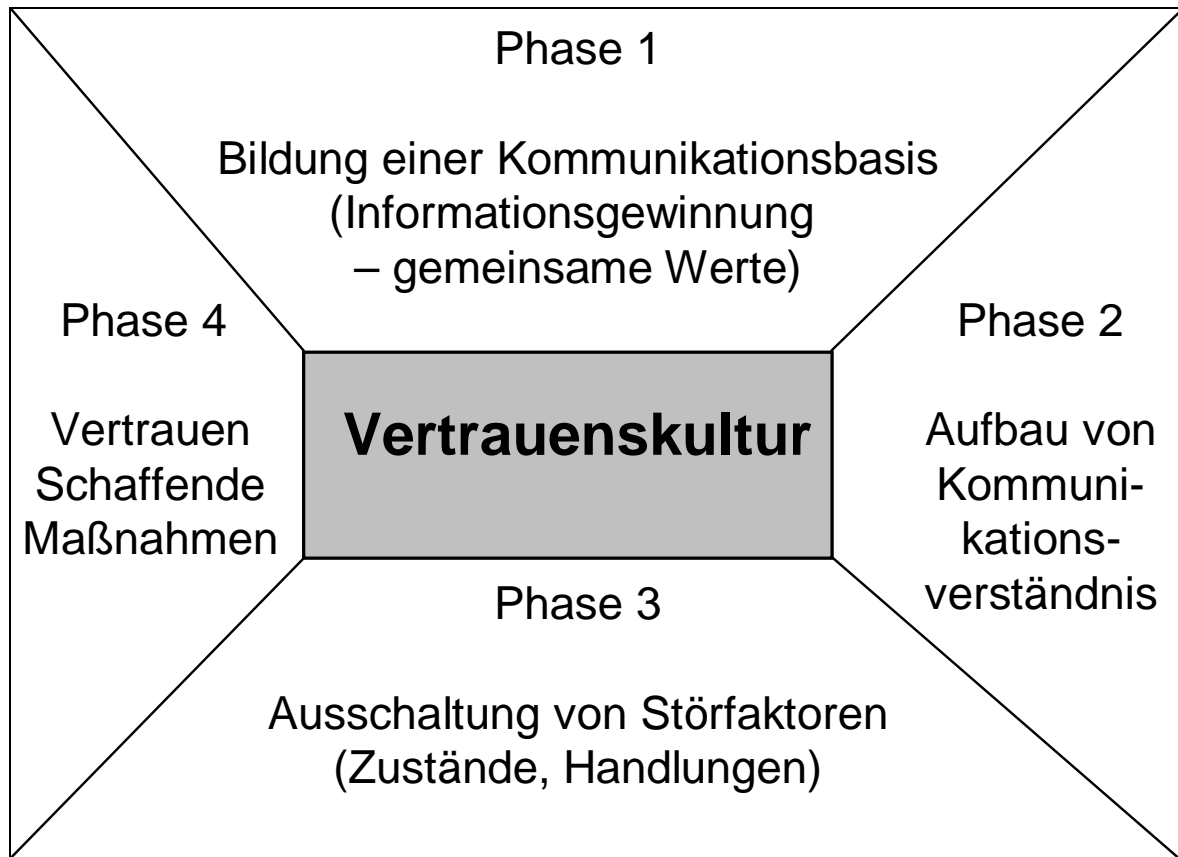 Phase 1
Bildung einer Kommunikationsbasis
(Informationsgewinnung
– gemeinsame Werte)
Phase 4
Vertrauen
Schaffende
Maßnahmen
Vertrauenskultur
Phase 2
Aufbau von
Kommuni-
kations-
verständnis
Phase 3
Ausschaltung von Störfaktoren
(Zustände, Handlungen)